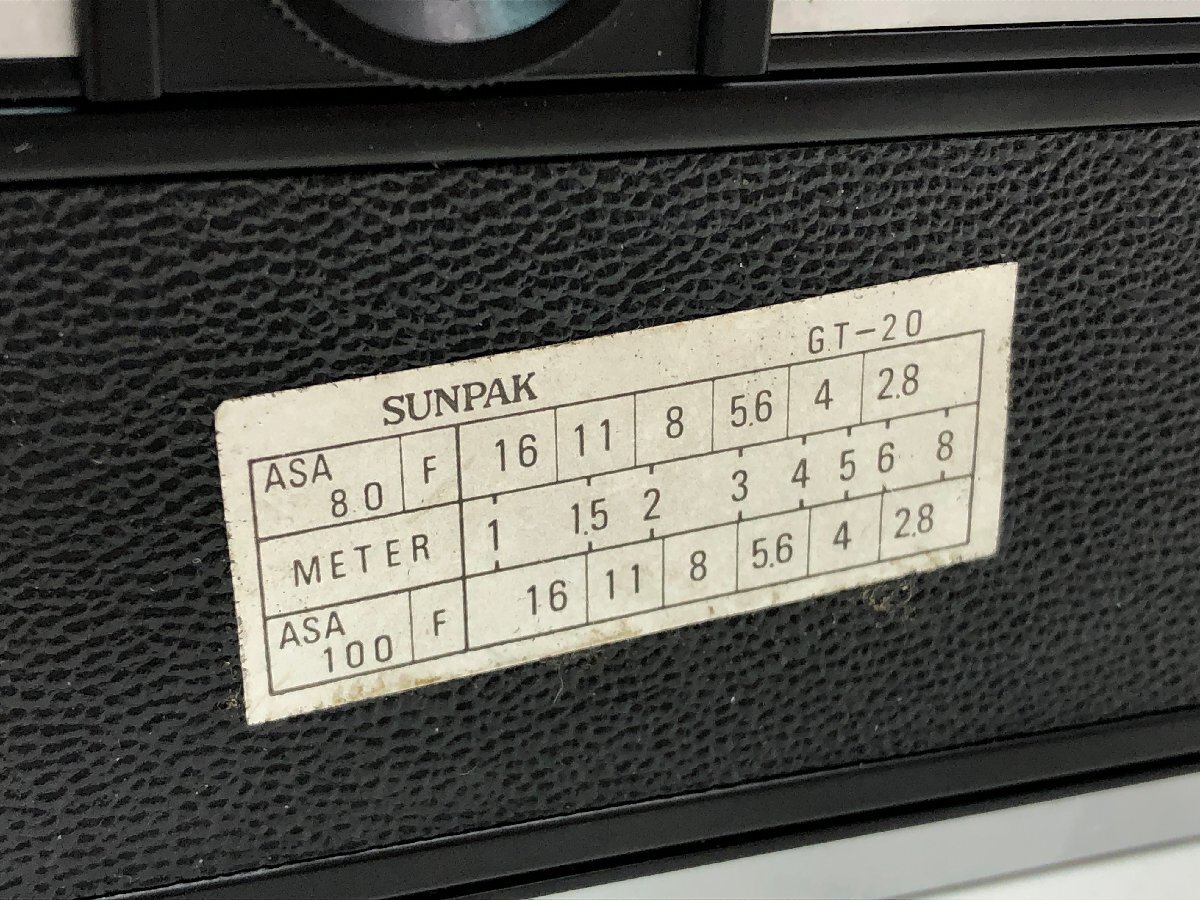 SUNPAK GT-20
ASA 80 F 16 11 8 5.6 4 2.8
METER 1 1.5 2 3 4 5 6 8
ASA 100 F 16 11 8 5.6 4 2.8